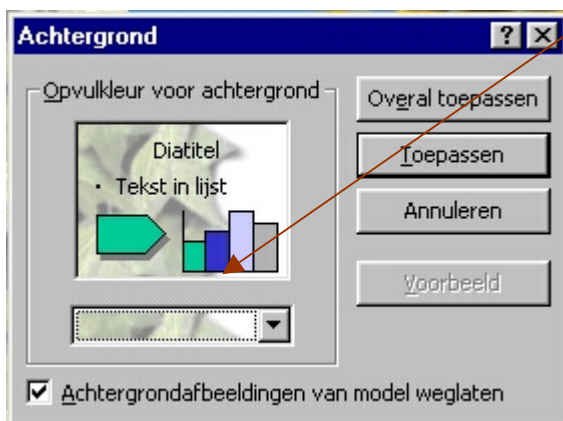 Achtergrond
Opvulkleur voor achtergrond
Diatitel
• Tekst in lijst
Overal toepassen
Toepassen
Annuleren
Voorbeeld
Achtergrondafbeeldingen van model weglaten